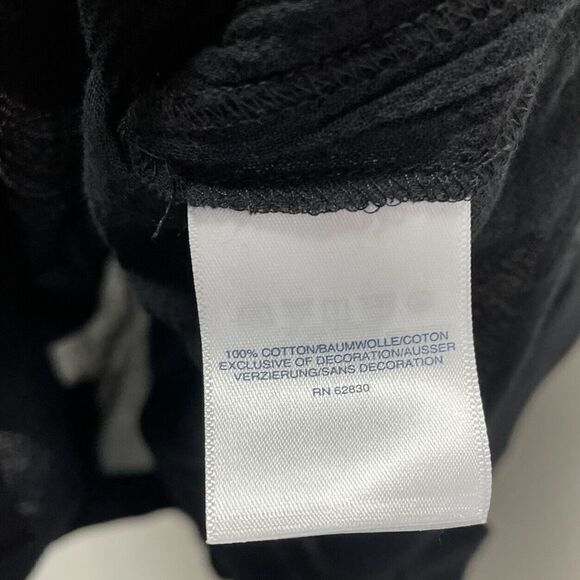 100% COTTON/BAUMWOLLE/COTON
EXCLUSIVE OF DECORATION/AUSSER
VERZIERUNG/SANS DECORATION
RN 62830